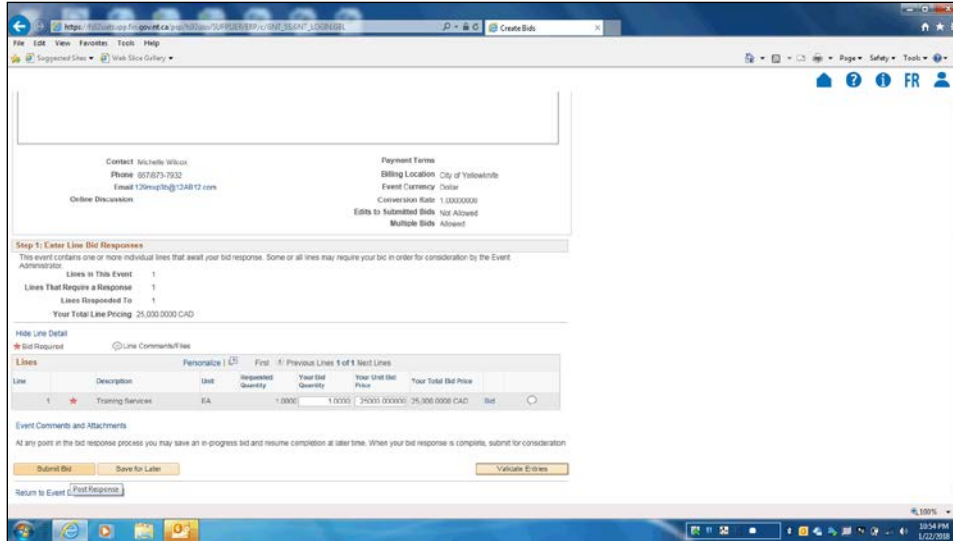 Create Bids
File Edit View Favorites Tools Help
Suggested Sites Web Slice Gallery
Page Safety Tools
FR
Contact Michelle Wilcox
Phone 867/873-7932
Email
Online Discussion
Payment Terms
Billing Location City of Yellowknife
Event Currency Dollar
Conversion Rate 1.00000000
Edits to Submitted Bids Not Allowed
Multiple Bids Allowed
Step 1: Enter Line Bid Responses
This event contains one or more individual lines that await your bid response. Some or all lines may require your bid in order for consideration by the Event
Administrator.
Lines in This Event 1
Lines That Require a Response 1
Lines Responded To 1
Your Total Line Pricing 25,000.0000 CAD
Hide Line Detail
Bid Required Line Comments/Files
Lines Personalize | First Previous Lines 1 of 1 Next Lines
Line Description Unit Requested Quantity Your Bid Quantity Your Unit Bid Price Your Total Bid Price
1 Training Services EA 1.0000 1.0000 25000.000000 25,000.0000 CAD Bid
Event Comments and Attachments
At any point in the bid response process you may save an in-progress bid and resume completion at later time. When your bid response is complete, submit for consideration
Submit Bid Save for Later Validate Entries
Return to Event
Post Response
100%
10:54 PM
1/22/2018